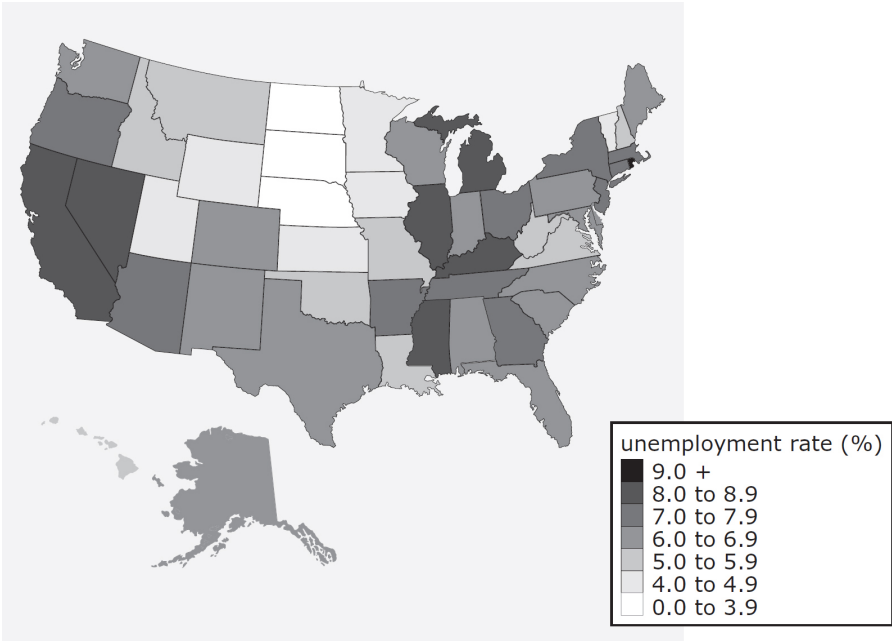 unemployment rate (%)
9.0 +
8.0 to 8.9
7.0 to 7.9
6.0 to 6.9
5.0 to 5.9
4.0 to 4.9
0.0 to 3.9